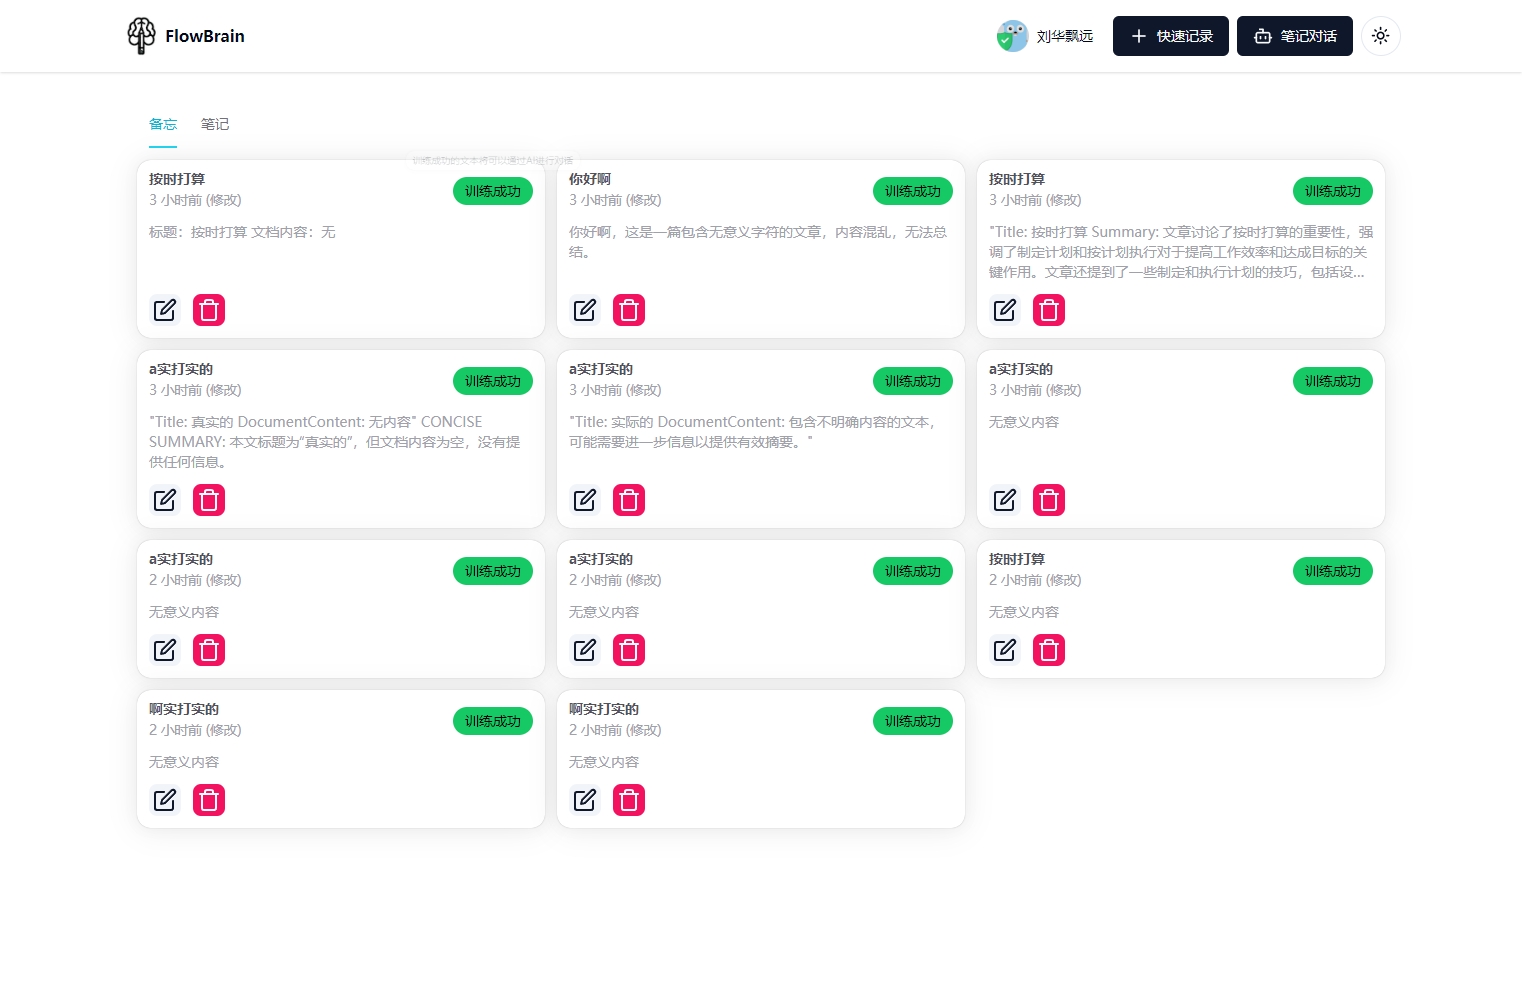 FlowBrain
刘华飘远
快速记录
笔记对话
备忘
笔记
训练成功的文本将可以通过AI进行对话
按时打算
3 小时前 (修改)
训练成功
标题：按时打算 文档内容：无
你好啊
3 小时前 (修改)
训练成功
你好啊，这是一篇包含无意义字符的文章，内容混乱，无法总
结。
按时打算
3 小时前 (修改)
训练成功
"Title: 按时打算 Summary: 文章讨论了按时打算的重要性，强
调了制定计划和按计划执行对于提高工作效率和达成目标的关
键作用。文章还提到了一些制定和执行计划的技巧，包括设...
a实打实的
3 小时前 (修改)
训练成功
"Title: 真实的 DocumentContent: 无内容" CONCISE
SUMMARY: 本文标题为“真实的”，但文档内容为空，没有提
供任何信息。
a实打实的
3 小时前 (修改)
训练成功
"Title: 实际的 DocumentContent: 包含不明确内容的文本，
可能需要进一步信息以提供有效摘要。"
a实打实的
3 小时前 (修改)
训练成功
无意义内容
a实打实的
2 小时前 (修改)
训练成功
无意义内容
a实打实的
2 小时前 (修改)
训练成功
无意义内容
按时打算
2 小时前 (修改)
训练成功
无意义内容
啊实打实的
2 小时前 (修改)
训练成功
无意义内容
啊实打实的
2 小时前 (修改)
训练成功
无意义内容